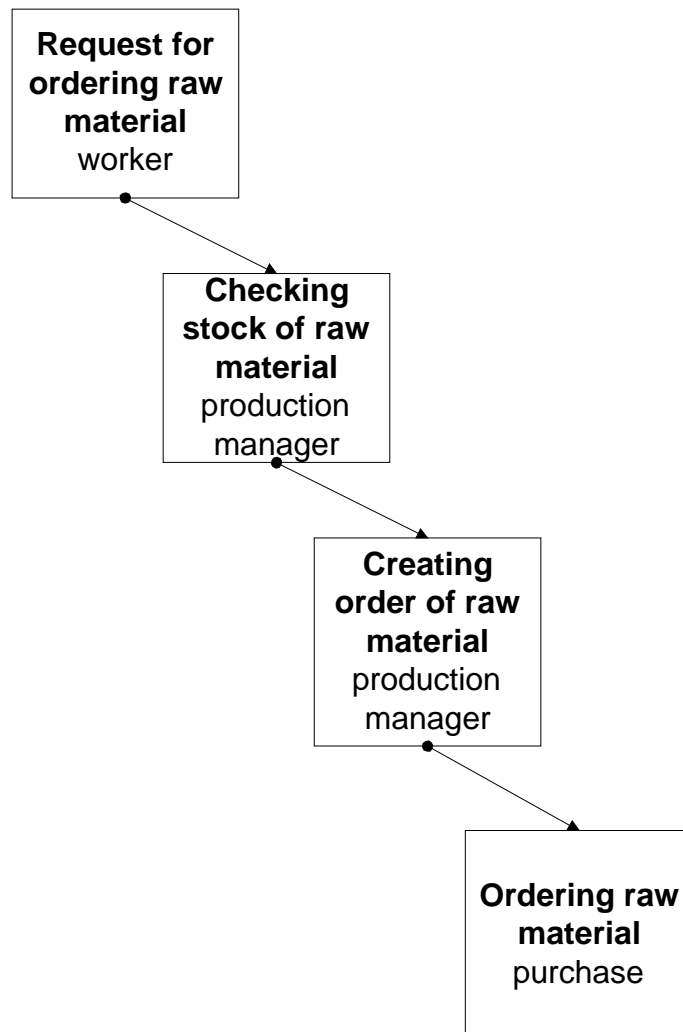 Request for
ordering raw
material
worker
Checking
stock of raw
material
production
manager
Creating
order of raw
material
production
manager
Ordering raw
material
purchase